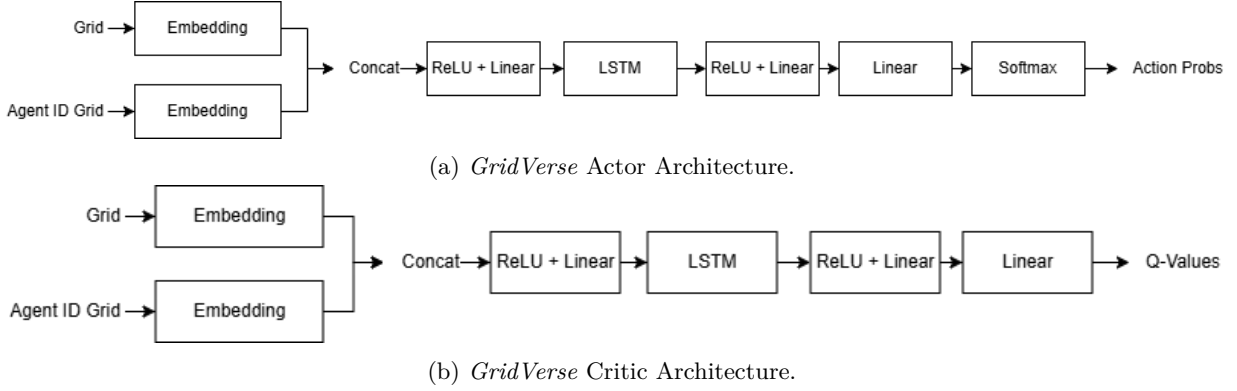 Grid
Embedding
Agent ID Grid
Embedding
Concat
ReLU + Linear
LSTM
ReLU + Linear
Linear
Softmax
Action Probs
(a) GridVerse Actor Architecture.
Grid
Embedding
Agent ID Grid
Embedding
Concat
ReLU + Linear
LSTM
ReLU + Linear
Linear
Q-Values
(b) GridVerse Critic Architecture.